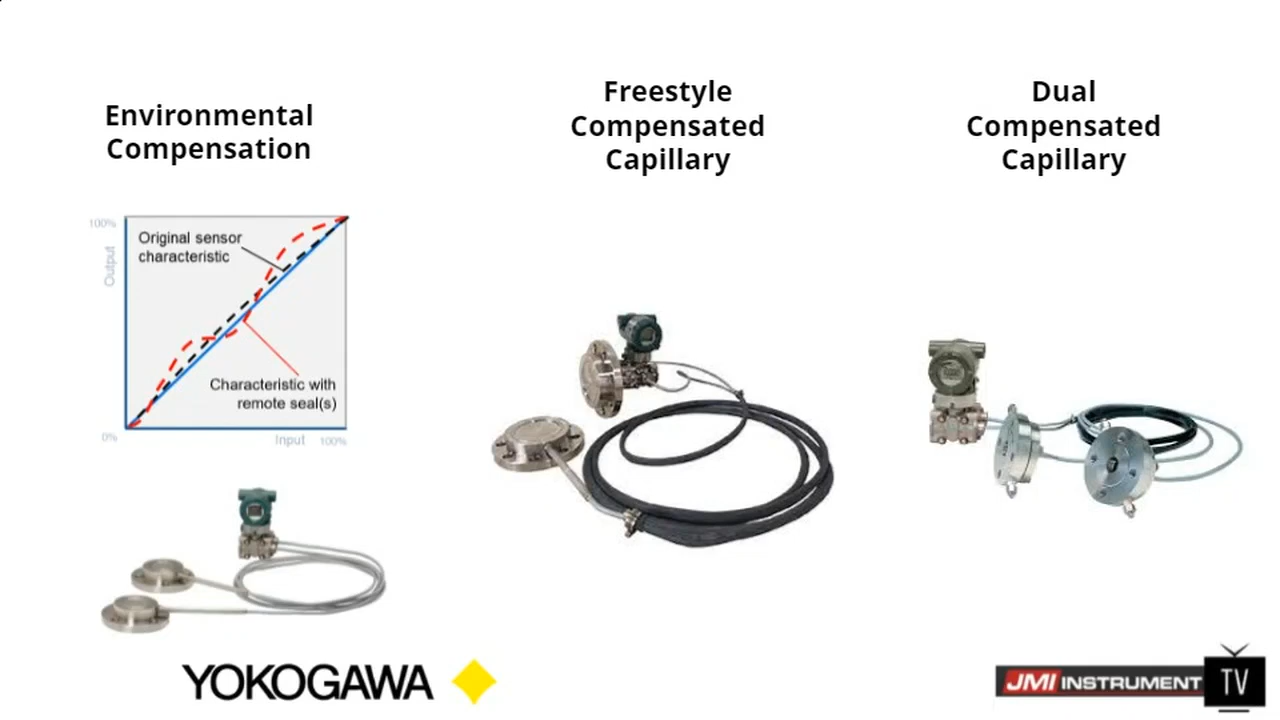 Environmental
Compensation
Freestyle
Compensated
Capillary
Dual
Compensated
Capillary
100%
Output
Original sensor
characteristic
Characteristic with
remote seal(s)
0%
Input
100%
YOKOGAWA
JMI INSTRUMENT
TV